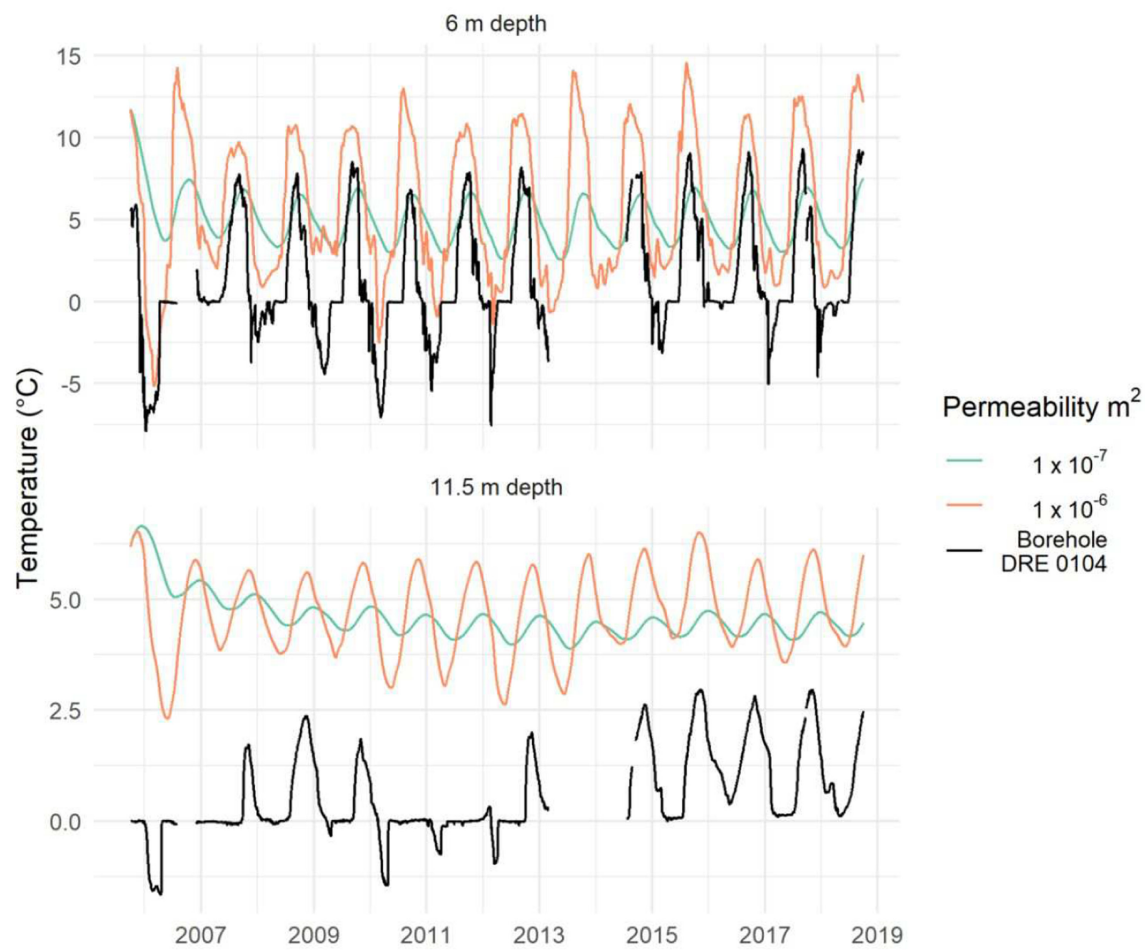 6 m depth
15
10
5
0
-5
11.5 m depth
5.0
2.5
0.0
2007 2009 2011 2013 2015 2017 2019
Temperature (°C)
Permeability m²
1 x 10⁻⁷
1 x 10⁻⁶
Borehole
DRE 0104